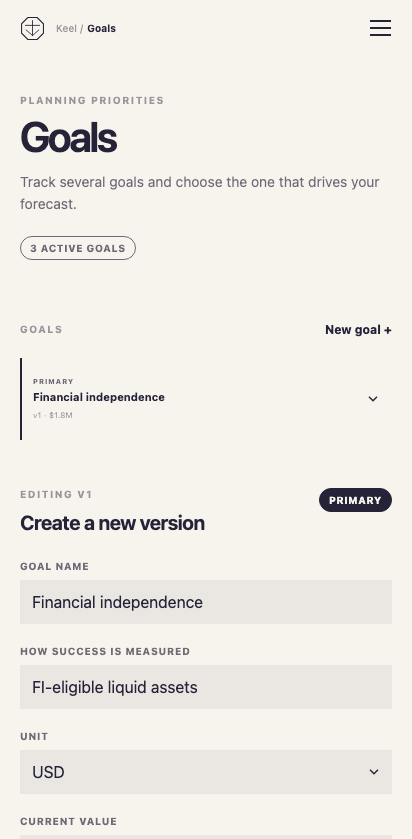 Keel / Goals
PLANNING PRIORITIES
Goals
Track several goals and choose the one that drives your
forecast.
3 ACTIVE GOALS
GOALS
New goal +
PRIMARY
Financial independence
v1 · $1.8M
EDITING V1
PRIMARY
Create a new version
GOAL NAME
Financial independence
HOW SUCCESS IS MEASURED
FI-eligible liquid assets
UNIT
USD
CURRENT VALUE